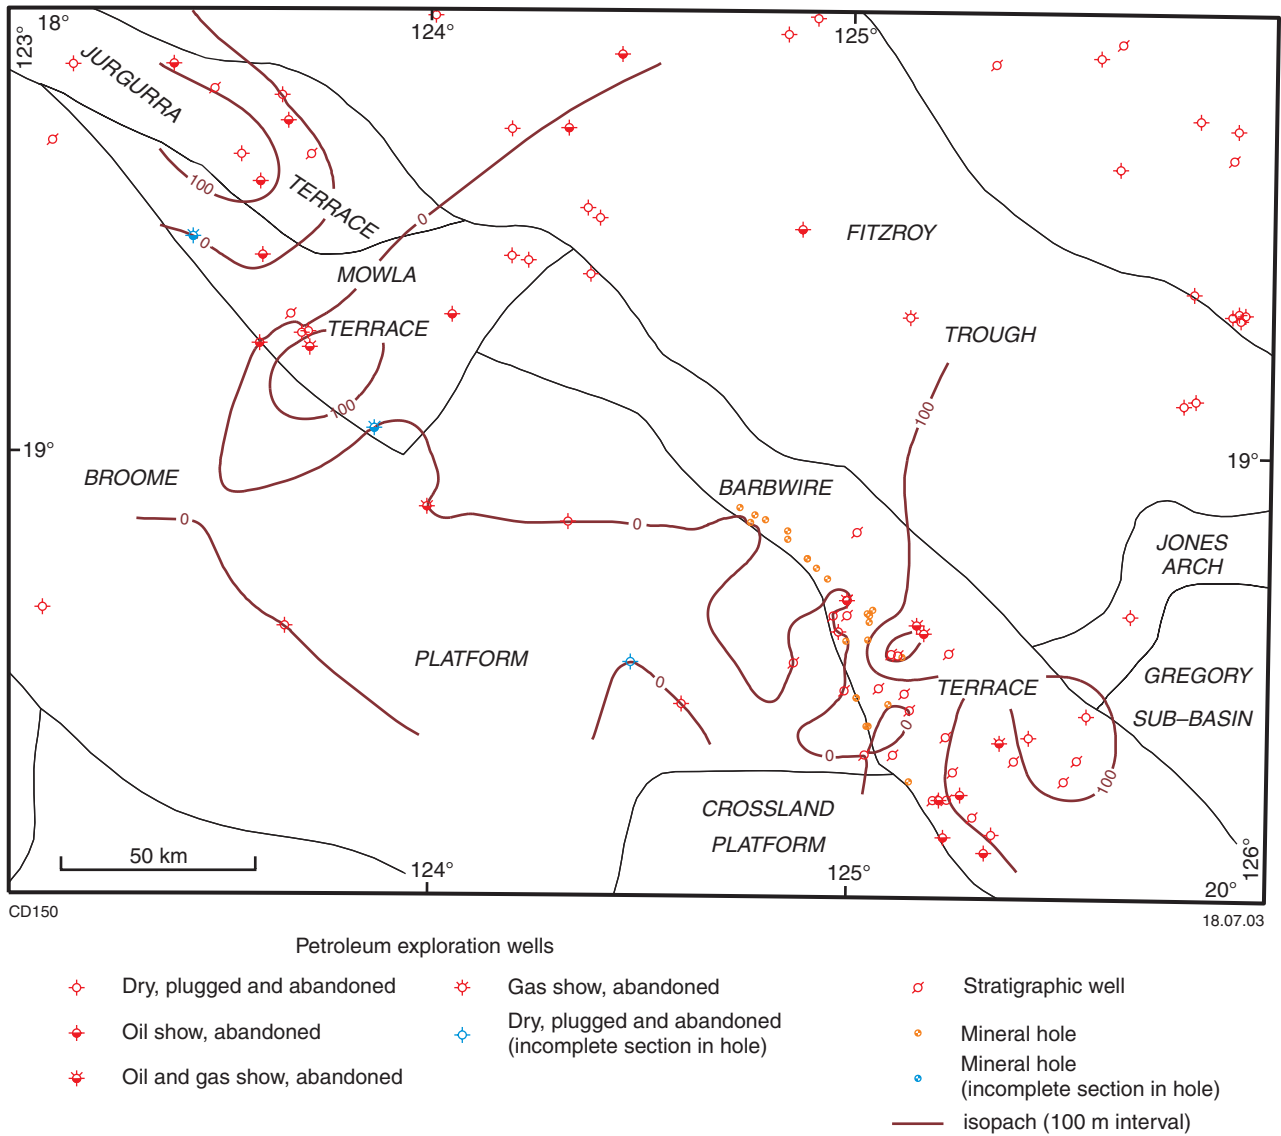 18°
123°
124°
125°
JURGURRA
TERRACE
100
0
0
FITZROY
MOWLA
TERRACE
TROUGH
100
100
19°
19°
BROOME
BARBWIRE
0
0
JONES
ARCH
PLATFORM
0
TERRACE
GREGORY
SUB–BASIN
0
0
100
CROSSLAND
PLATFORM
50 km
124°
125°
126°
20°
CD150
18.07.03
Petroleum exploration wells
Dry, plugged and abandoned
Oil show, abandoned
Oil and gas show, abandoned
Gas show, abandoned
Dry, plugged and abandoned
(incomplete section in hole)
Stratigraphic well
Mineral hole
Mineral hole
(incomplete section in hole)
isopach (100 m interval)